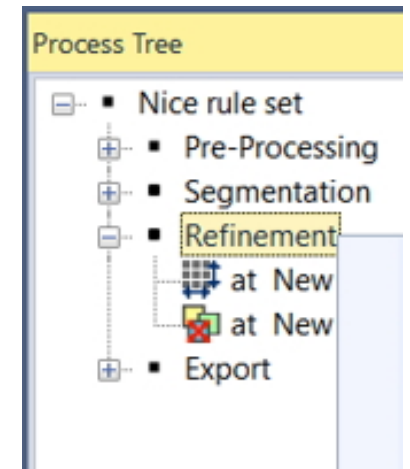 Process Tree
Nice rule set
Pre-Processing
Segmentation
Refinement
at New
at New
Export